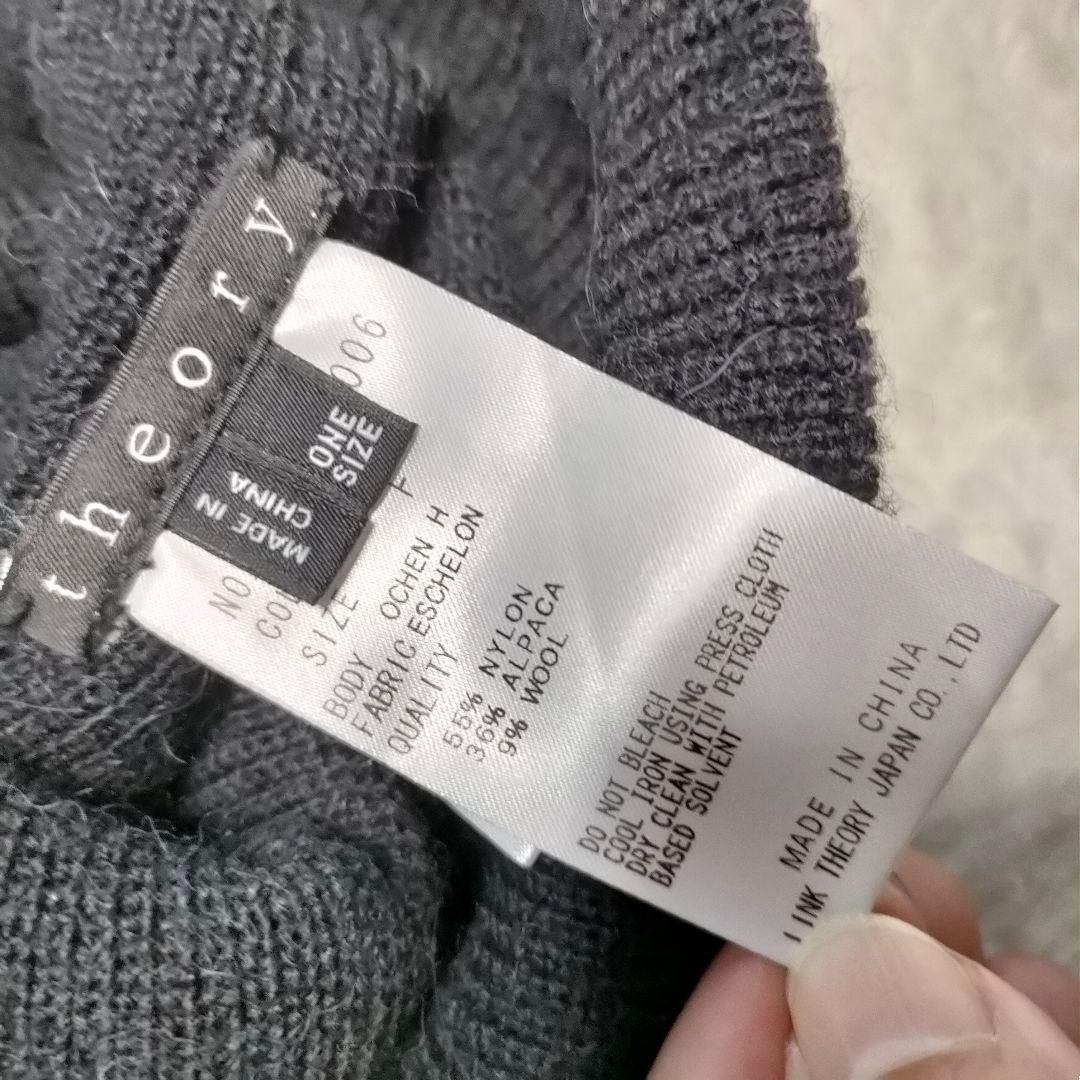 theory
ONE
SIZE
MADE IN
CHINA
NO
006
SIZE F
BODY OCHEN H
FABRIC ESCHELON
QUALITY
55% NYLON
36% ALPACA
9% WOOL
DO NOT BLEACH
COOL IRON USING PRESS CLOTH
DRY CLEAN WITH PETROLEUM
BASED SOLVENT
MADE IN CHINA
LINK THEORY JAPAN CO.,LTD